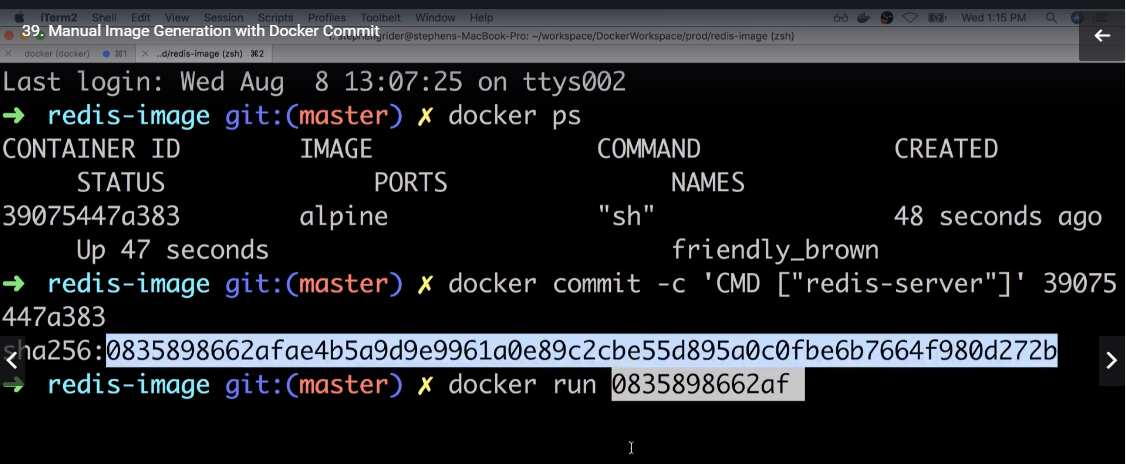 iTerm2 Shell Edit View Session Scripts Profiles Toolbelt Window Help Wed 1:15 PM
39. Manual Image Generation with Docker Commit
1. stephengrider@stephens-MacBook-Pro: ~/workspace/DockerWorkspace/prod/redis-image (zsh)
docker (docker) ⌘1 ..d/redis-image (zsh) ⌘2
Last login: Wed Aug  8 13:07:25 on ttys002
➜ redis-image git:(master) ✗ docker ps
CONTAINER ID IMAGE COMMAND CREATED
STATUS PORTS NAMES
39075447a383 alpine "sh" 48 seconds ago
Up 47 seconds friendly_brown
➜ redis-image git:(master) ✗ docker commit -c 'CMD ["redis-server"]' 39075
447a383
sha256:0835898662afae4b5a9d9e9961a0e89c2cbe55d895a0c0fbe6b7664f980d272b
➜ redis-image git:(master) ✗ docker run 0835898662af